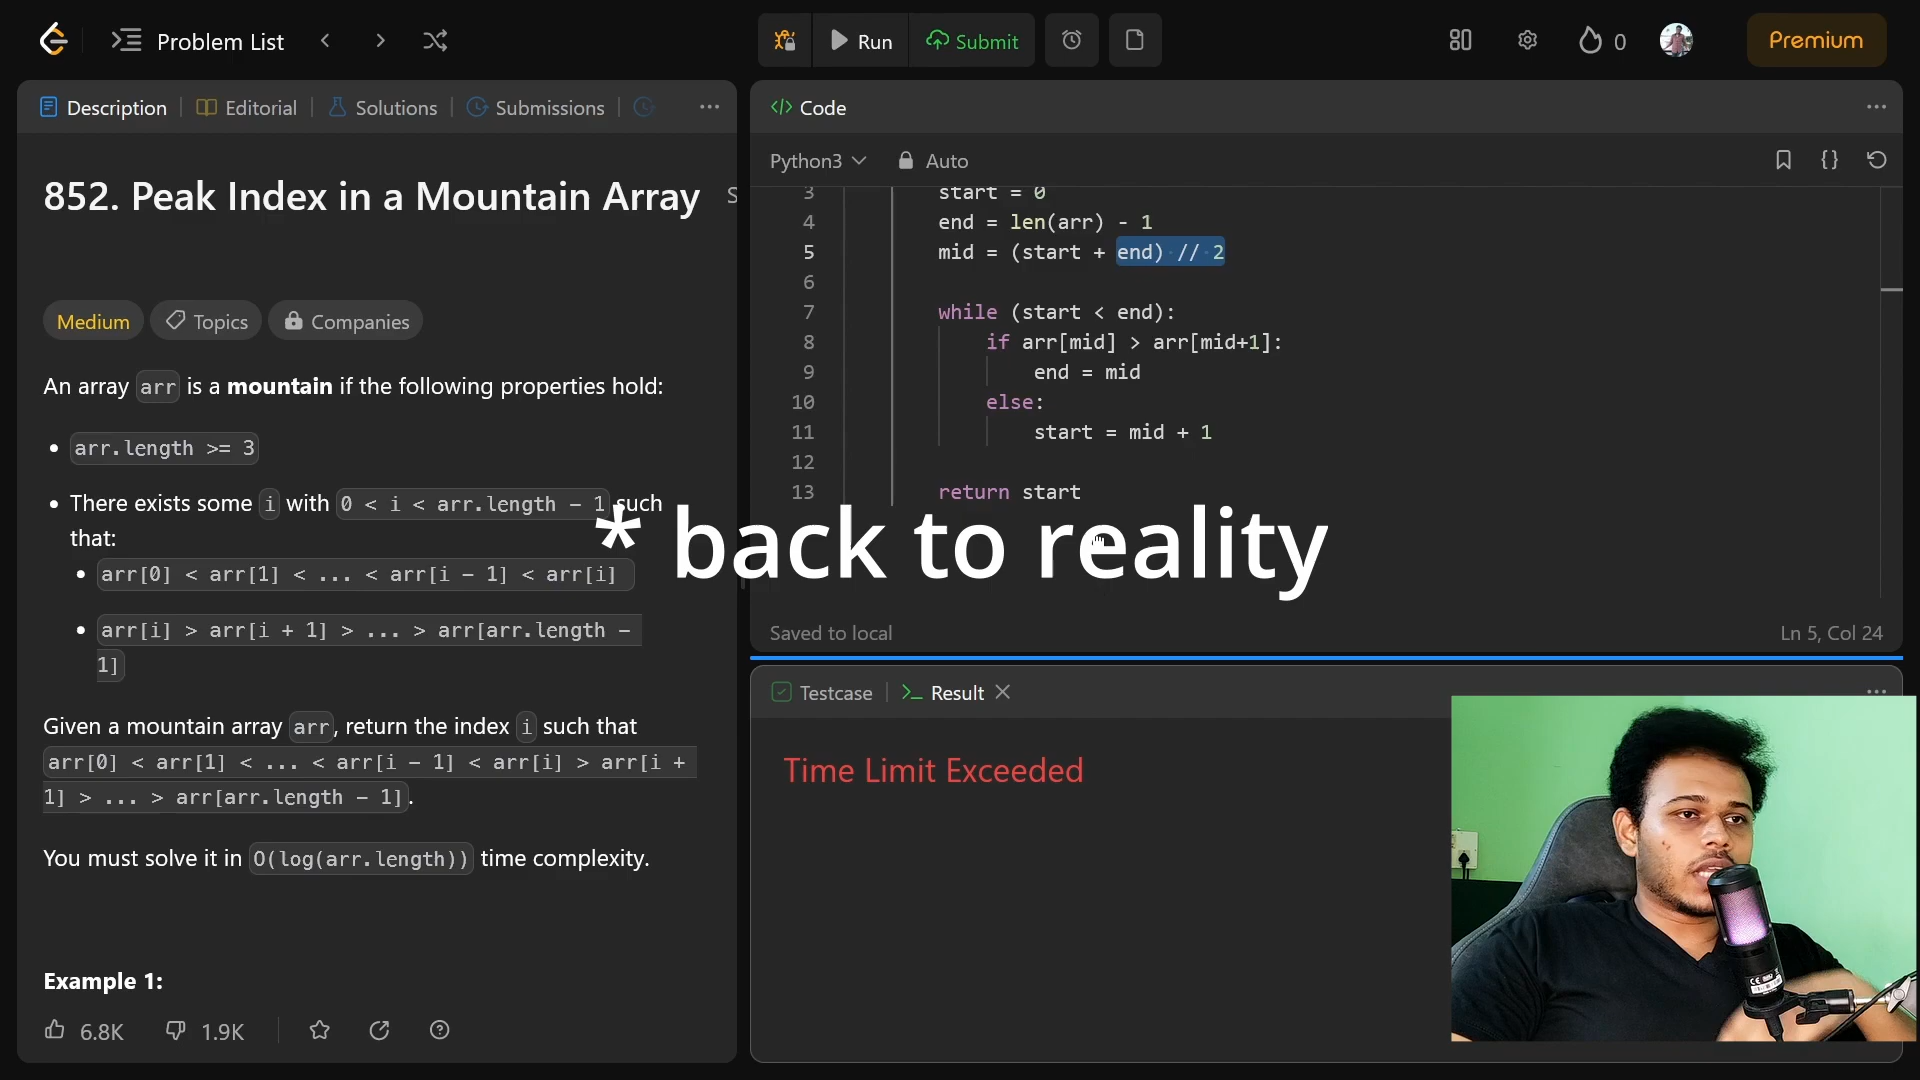 Problem List
Run
Submit
0
Premium
Description
Editorial
Solutions
Submissions
852. Peak Index in a Mountain Array
S
Medium
Topics
Companies
An array arr is a mountain if the following properties hold:
• arr.length >= 3
• There exists some i with 0 < i < arr.length - 1 such
that:
• arr[0] < arr[1] < ... < arr[i - 1] < arr[i]
• arr[i] > arr[i + 1] > ... > arr[arr.length -
1]
Given a mountain array arr, return the index i such that
arr[0] < arr[1] < ... < arr[i - 1] < arr[i] > arr[i +
1] > ... > arr[arr.length - 1].
You must solve it in O(log(arr.length)) time complexity.
Example 1:
6.8K
1.9K
</> Code
Python3
Auto
3 start = 0
4 end = len(arr) - 1
5 mid = (start + end) // 2
6
7 while (start < end):
8 if arr[mid] > arr[mid+1]:
9 end = mid
10 else:
11 start = mid + 1
12
13 return start
* back to reality
Saved to local
Ln 5, Col 24
Testcase
Result
Time Limit Exceeded